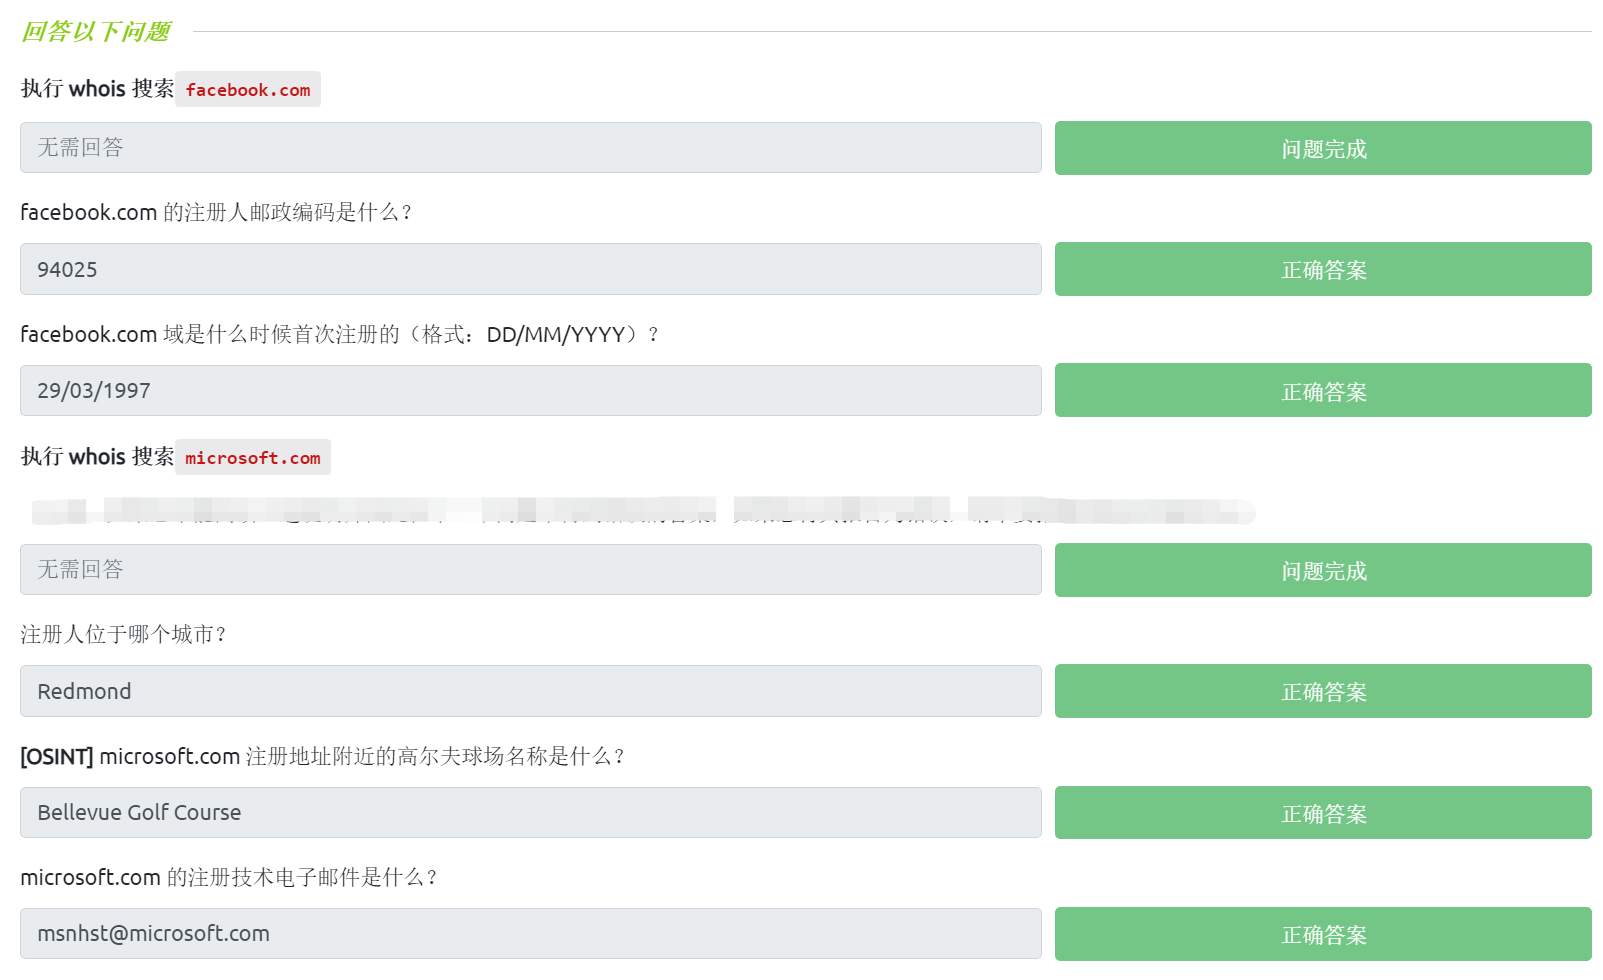 回答以下问题
执行 whois 搜索 facebook.com
无需回答
问题完成
facebook.com 的注册人邮政编码是什么？
94025
正确答案
facebook.com 域是什么时候首次注册的（格式：DD/MM/YYYY）？
29/03/1997
正确答案
执行 whois 搜索 microsoft.com
无需回答
问题完成
注册人位于哪个城市？
Redmond
正确答案
[OSINT] microsoft.com 注册地址附近的高尔夫球场名称是什么？
Bellevue Golf Course
正确答案
microsoft.com 的注册技术电子邮件是什么？
msnhst@microsoft.com
正确答案